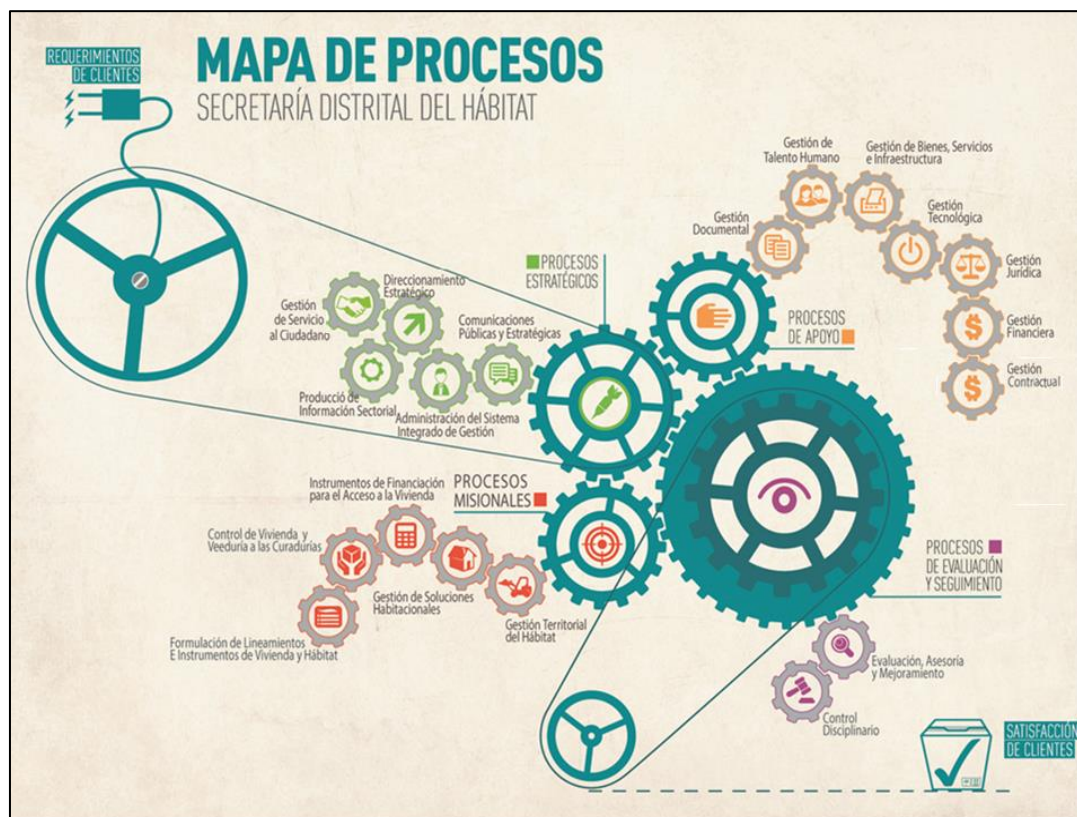 REQUERIMIENTOS
DE CLIENTES
MAPA DE PROCESOS
SECRETARÍA DISTRITAL DEL HÁBITAT
Gestión de
Talento Humano
Gestión de Bienes, Servicios
e Infraestructura
Gestión
Documental
Gestión
Tecnológica
Gestión
Jurídica
Gestión
Financiera
Gestión
Contractual
PROCESOS
ESTRATÉGICOS
PROCESOS
DE APOYO
Direccionamiento
Estratégico
Gestión
de Servicio
al Ciudadano
Comunicaciones
Públicas y Estratégicas
Producció de
Información Sectorial
Administración del Sistema
Integrado de Gestión
Instrumentos de Financiación
para el Acceso a la Vivienda
PROCESOS
MISIONALES
Control de Vivienda y
Veeduría a las Curadurías
Gestión de Soluciones
Habitacionales
Gestión Territorial
del Hábitat
Formulación de Lineamientos
E Instrumentos de Vivienda y Hábitat
PROCESOS
DE EVALUACIÓN
Y SEGUIMIENTO
Evaluación, Asesoría
y Mejoramiento
Control
Disciplinario
SATISFACCIÓN
DE CLIENTES